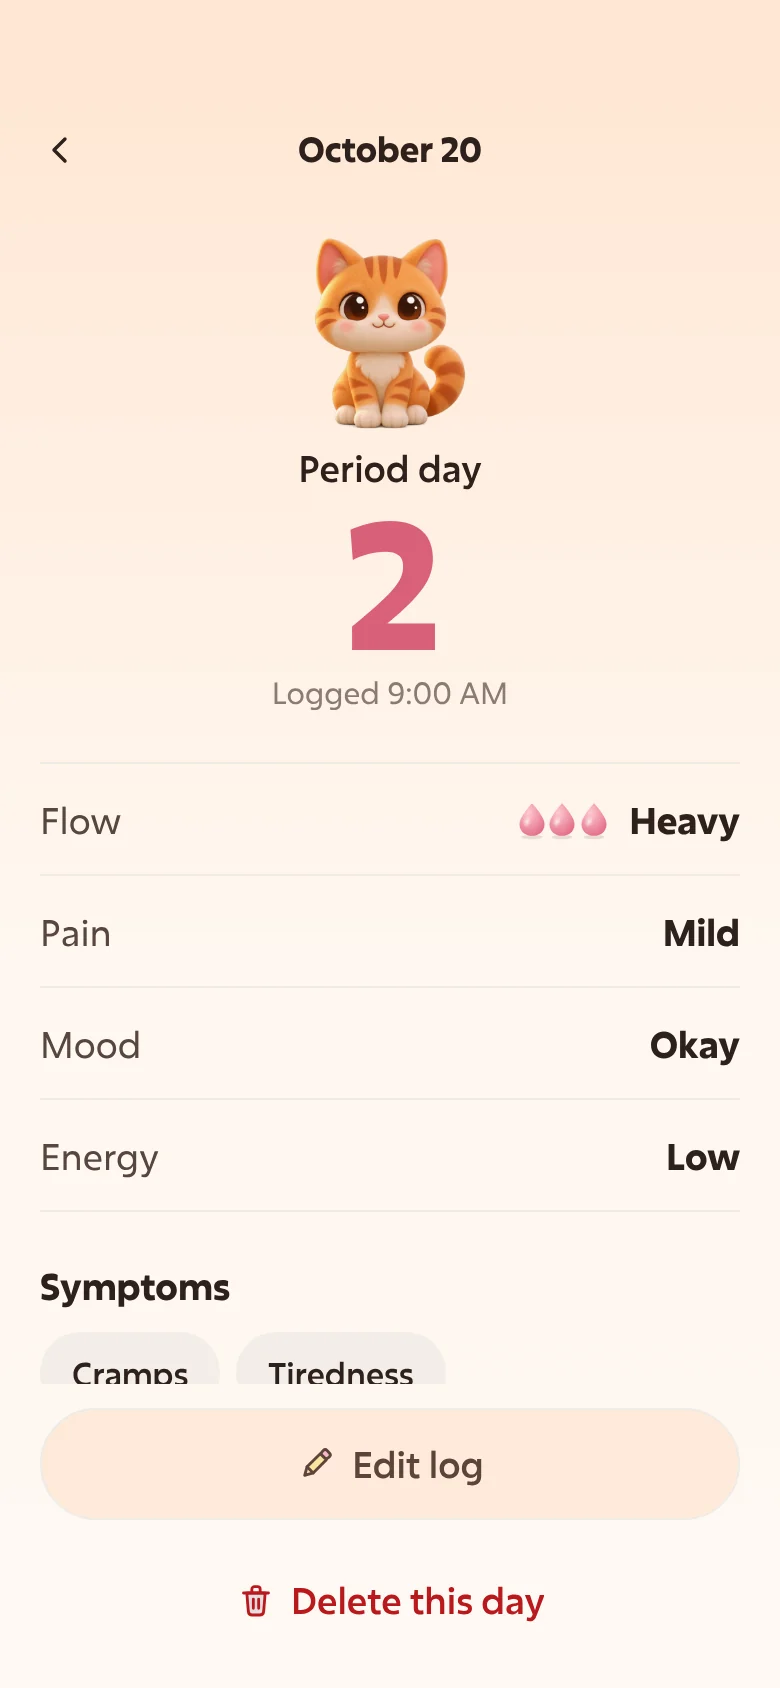 October 20
Period day
2
Logged 9:00 AM
Flow Heavy
Pain Mild
Mood Okay
Energy Low
Symptoms
Cramps Tiredness
Edit log
Delete this day